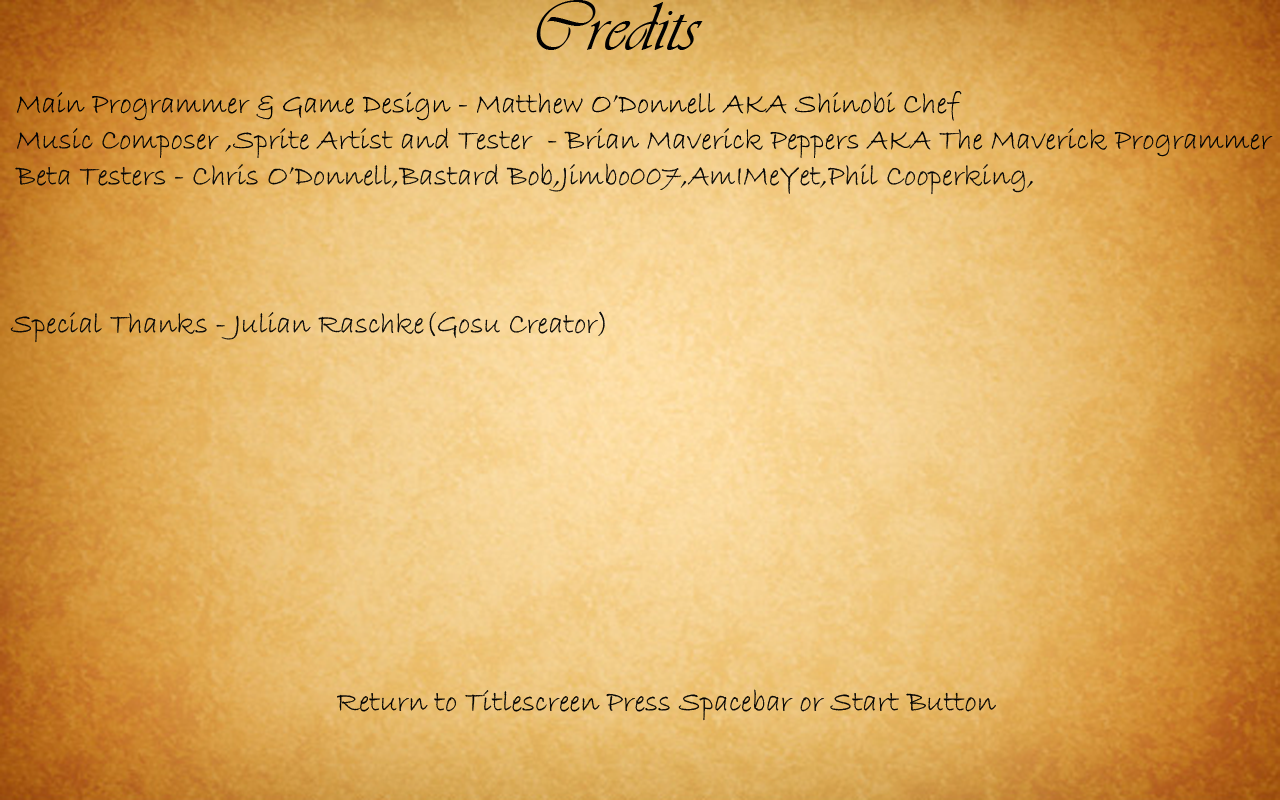 Credits
Main Programmer & Game Design - Matthew O'Donnell AKA Shinobi Chef
Music Composer ,Sprite Artist and Tester - Brian Maverick Peppers AKA The Maverick Programmer
Beta Testers - Chris O'Donnell,Bastard Bob,Jimbo007,AmIMeYet,Phil Cooperking,
Special Thanks - Julian Raschke(Gosu Creator)
Return to Titlescreen Press Spacebar or Start Button